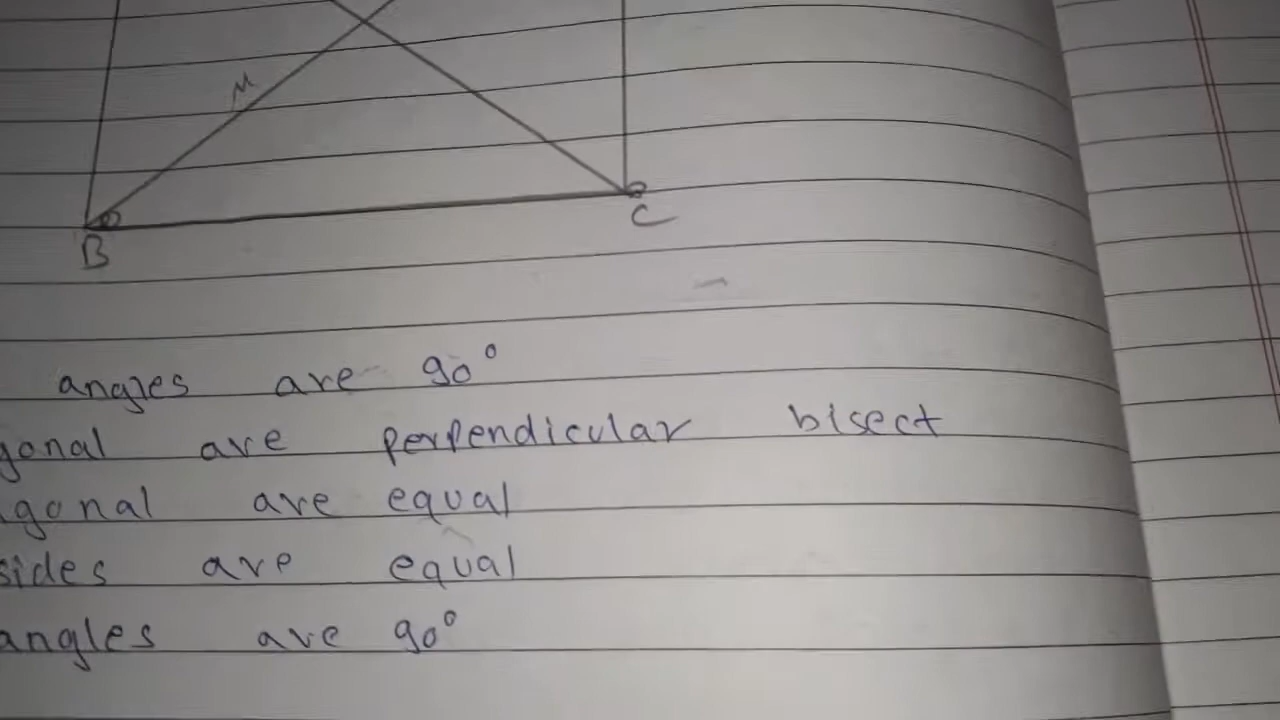 M
B
C
angles are 90°
gonal are perpendicular bisect
gonal are equal
sides are equal
angles are 90°